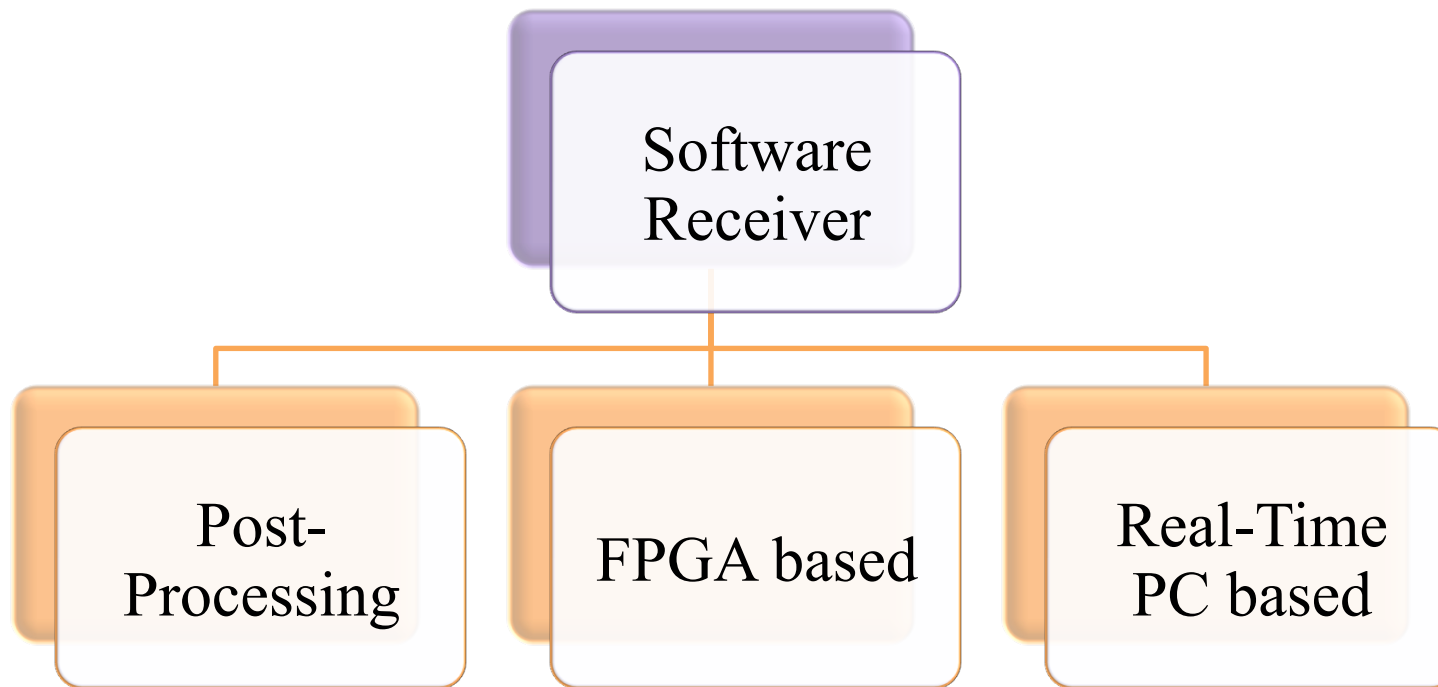 Software
Receiver
Post-
Processing
FPGA based
Real-Time
PC based